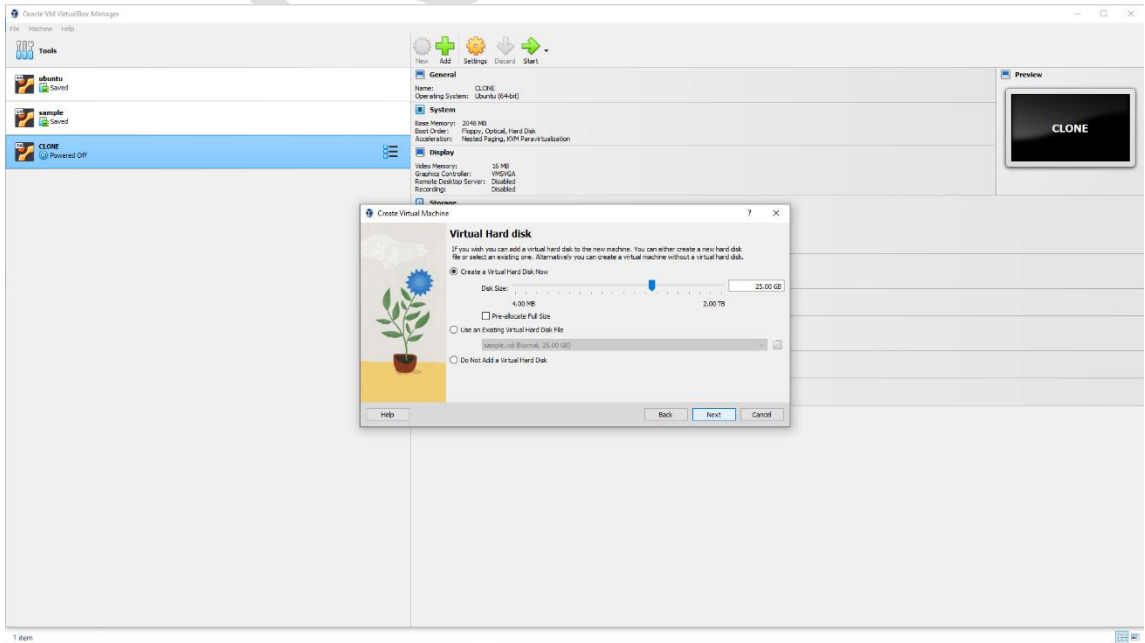 Oracle VM VirtualBox Manager
File Machine Help
Tools
New Add Settings Discard Start
ubuntu
Saved
sample
Saved
CLONE
Powered Off
General
Name: CLONE
Operating System: Ubuntu (64-bit)
System
Base Memory: 2048 MB
Boot Order: Floppy, Optical, Hard Disk
Acceleration: Nested Paging, KVM Paravirtualization
Display
Video Memory: 16 MB
Graphics Controller: VMSVGA
Remote Desktop Server: Disabled
Recording: Disabled
Storage
Preview
CLONE
Create Virtual Machine ? X
Virtual Hard disk
If you wish you can add a virtual hard disk to the new machine. You can either create a new hard disk
file or select an existing one. Alternatively you can create a virtual machine without a virtual hard disk.
Create a Virtual Hard Disk Now
Disk Size: 25.00 GB
4.00 MB 2.00 TB
Pre-allocate Full Size
Use an Existing Virtual Hard Disk File
sample.vdi (Normal, 25.00 GB)
Do Not Add a Virtual Hard Disk
Help Back Next Cancel
1 item